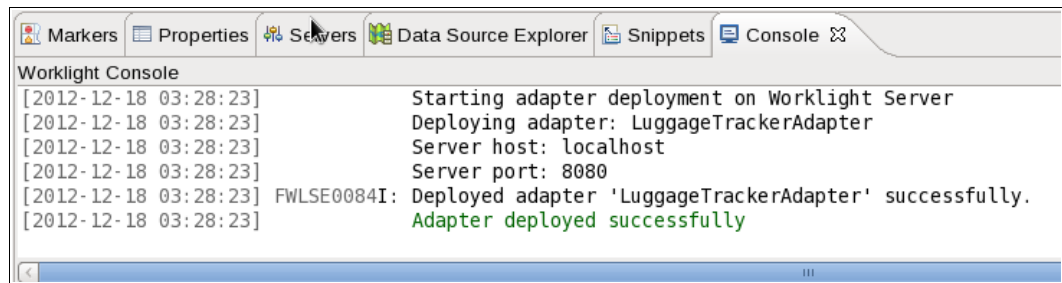 Markers Properties Servers Data Source Explorer Snippets Console
Worklight Console
[2012-12-18 03:28:23] Starting adapter deployment on Worklight Server
[2012-12-18 03:28:23] Deploying adapter: LuggageTrackerAdapter
[2012-12-18 03:28:23] Server host: localhost
[2012-12-18 03:28:23] Server port: 8080
[2012-12-18 03:28:23] FWLSE0084I: Deployed adapter 'LuggageTrackerAdapter' successfully.
[2012-12-18 03:28:23] Adapter deployed successfully